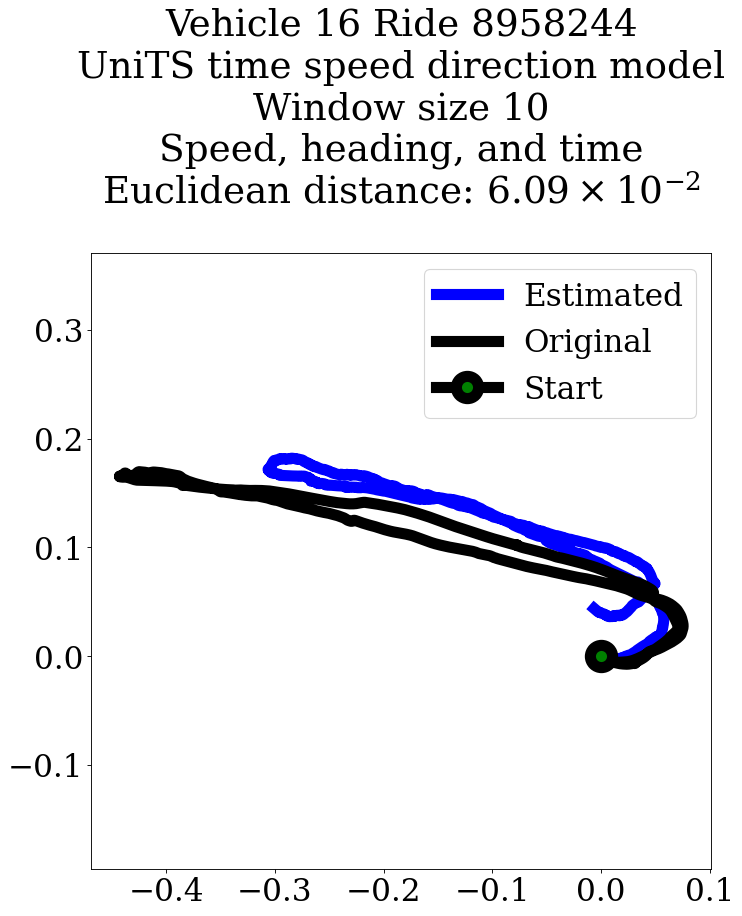 Vehicle 16 Ride 8958244
UniTS time speed direction model
Window size 10
Speed, heading, and time
Euclidean distance: 6.09 × 10⁻²
Estimated
Original
Start
0.3
0.2
0.1
0.0
−0.1
−0.4 −0.3 −0.2 −0.1 0.0 0.1